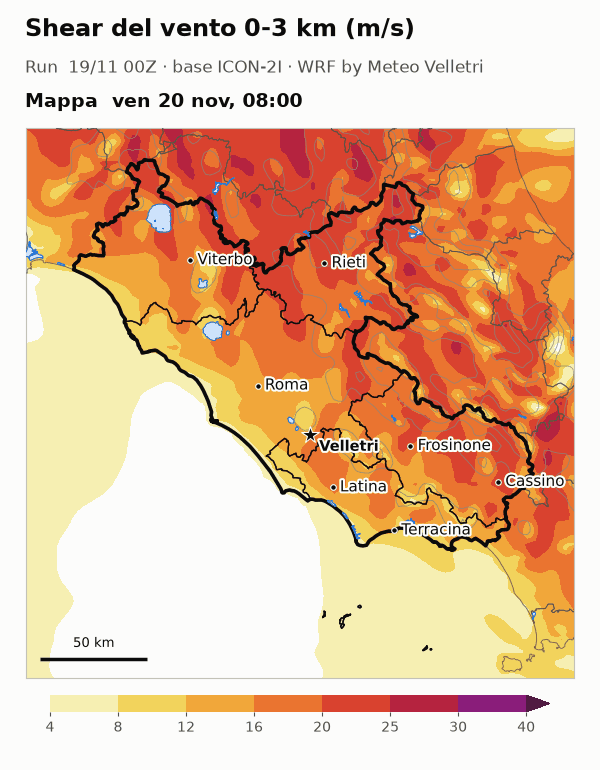 Shear del vento 0-3 km (m/s)
Run 19/11 00Z · base ICON-2I · WRF by Meteo Velletri
Mappa ven 20 nov, 08:00
Viterbo
Rieti
Roma
Velletri
Frosinone
Cassino
Latina
Terracina
50 km
4 8 12 16 20 25 30 40